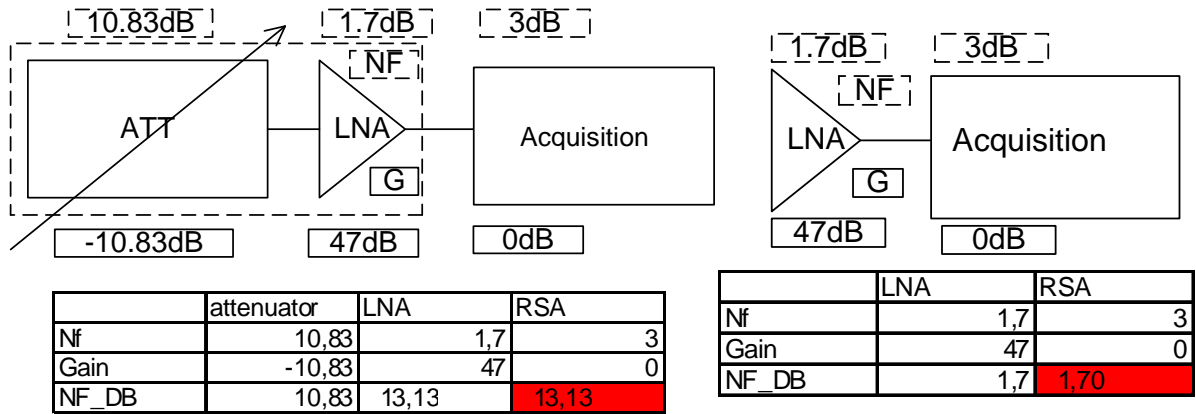 10.83dB 1.7dB 3dB
NF
ATT LNA Acquisition
G
-10.83dB 47dB 0dB
1.7dB 3dB
NF
LNA Acquisition
G
47dB 0dB
attenuator LNA RSA
Nf 10,83 1,7 3
Gain -10,83 47 0
NF_DB 10,83 13,13 13,13
LNA RSA
Nf 1,7 3
Gain 47 0
NF_DB 1,7 1,70